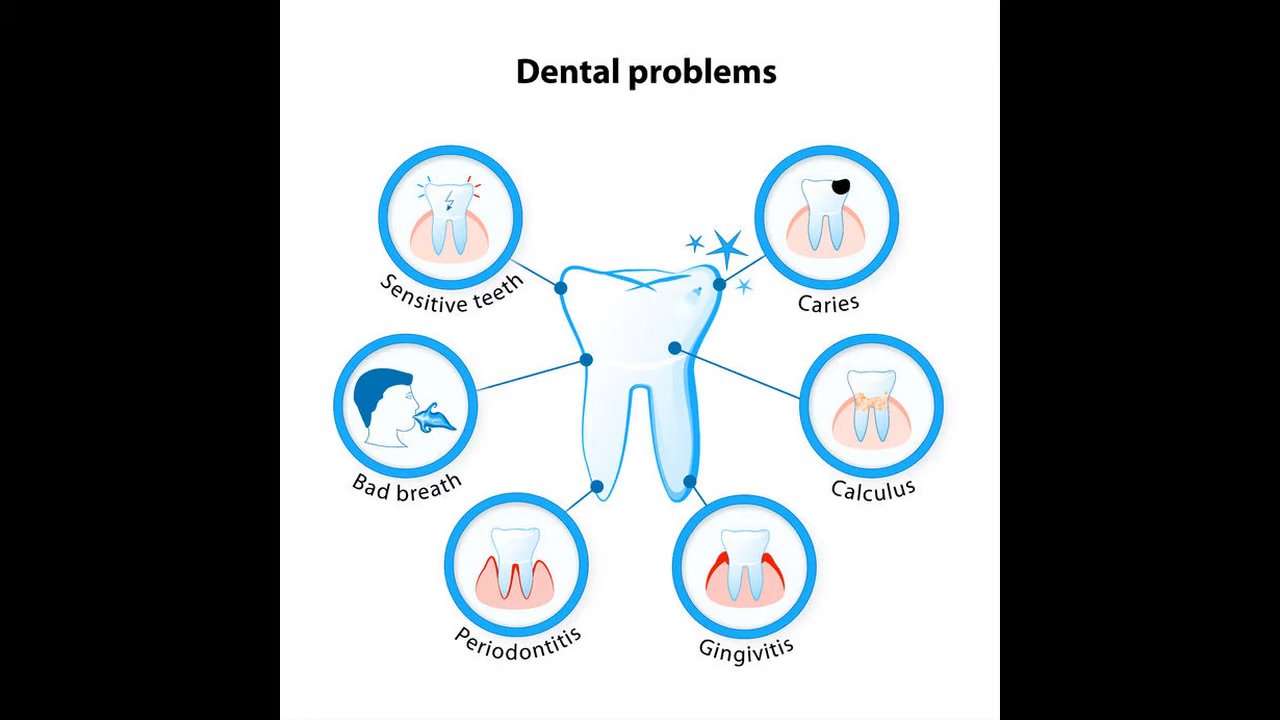 Dental problems
Sensitive teeth
Caries
Bad breath
Calculus
Periodontitis
Gingivitis